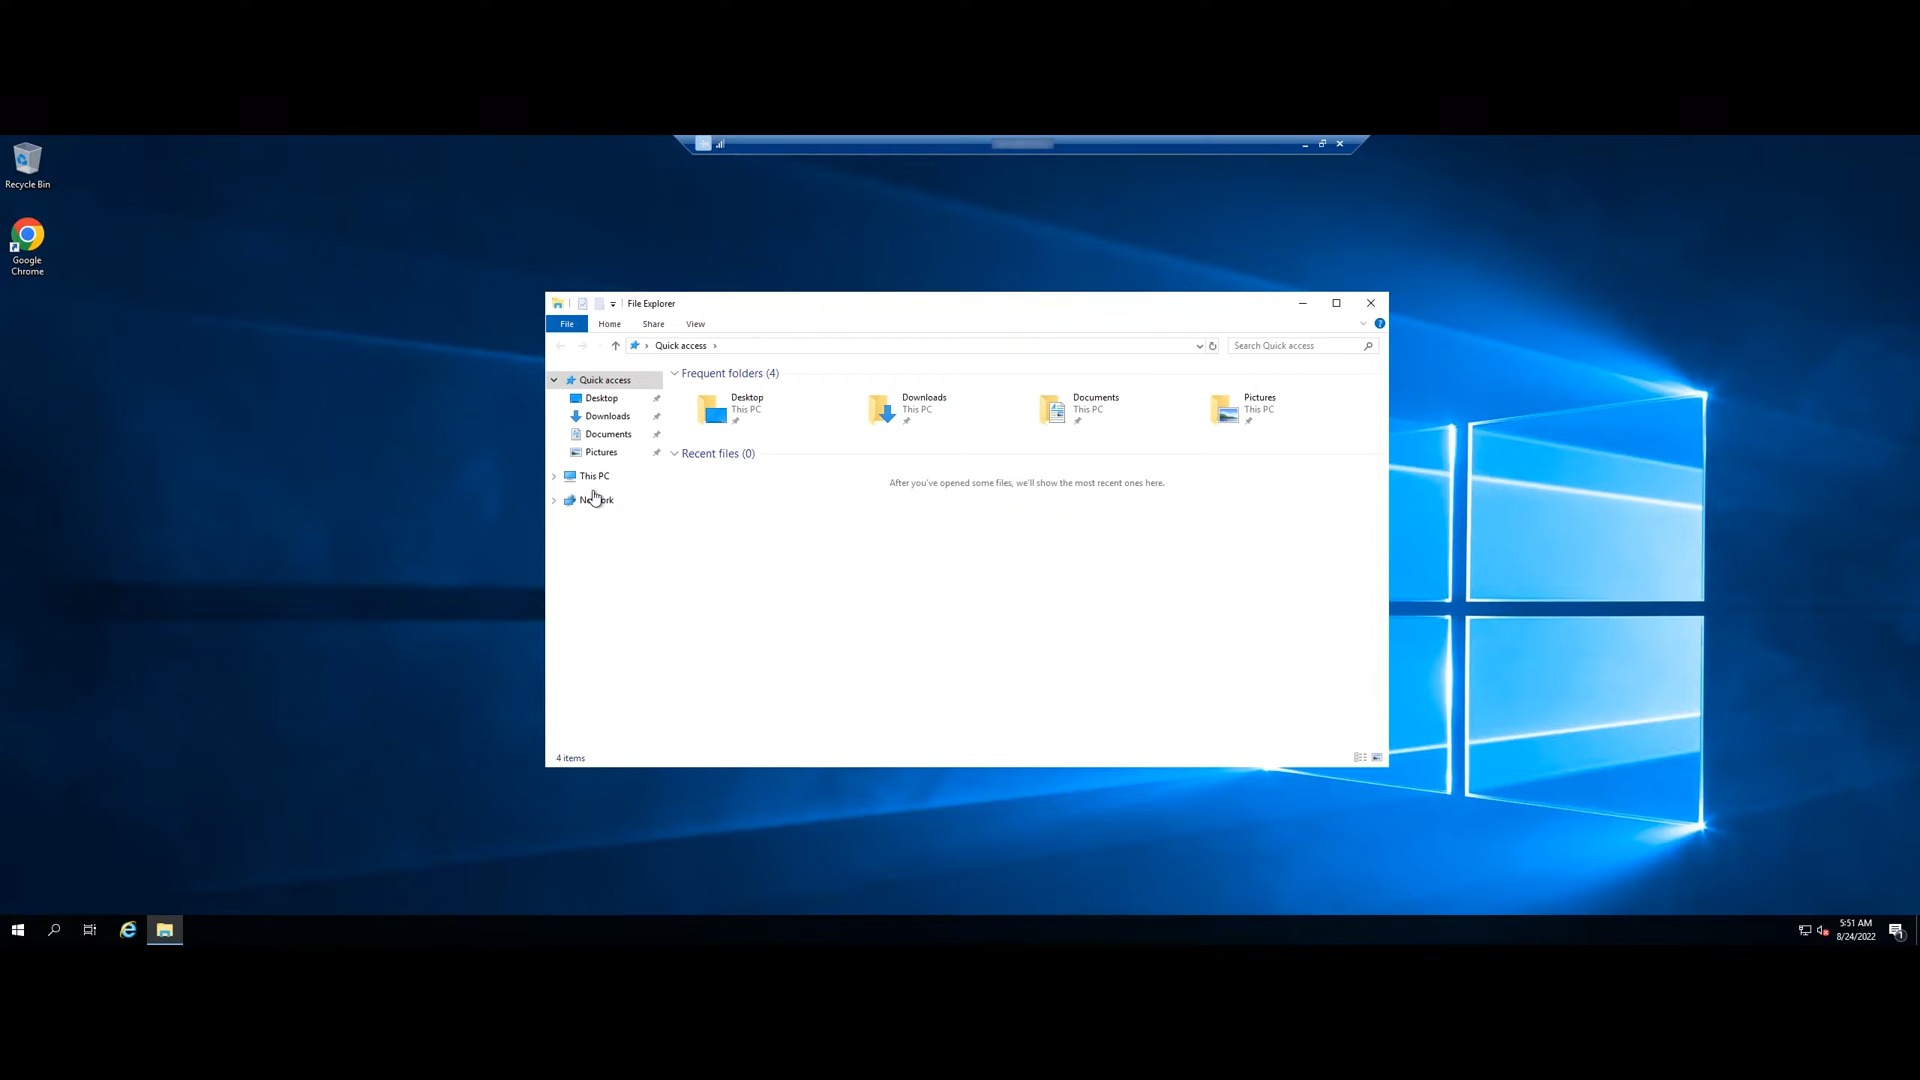 Recycle Bin
Google
Chrome
File Explorer
File
Home
Share
View
Quick access
Search Quick access
Quick access
Desktop
Downloads
Documents
Pictures
This PC
Network
Frequent folders (4)
Desktop
This PC
Downloads
This PC
Documents
This PC
Pictures
This PC
Recent files (0)
After you've opened some files, we'll show the most recent ones here.
4 items
5:51 AM
8/24/2022
1